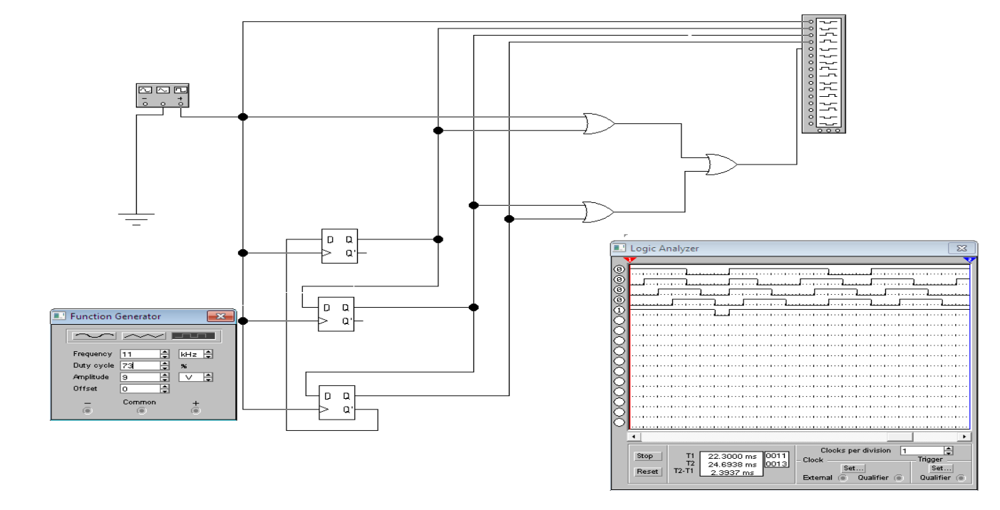 D Q
Q'
D Q
Q'
D Q
Q'
Function Generator
Frequency 11 kHz
Duty cycle 73 %
Amplitude 9 V
Offset 0
− Common +
Logic Analyzer
1 2
0
0
0
0
1
Stop
Reset
T1 22.3000 ms 0011
T2 24.6938 ms 0013
T2-T1 2.3937 ms
Clocks per division 1
Clock
Set...
External Qualifier
Trigger
Set...
Qualifier